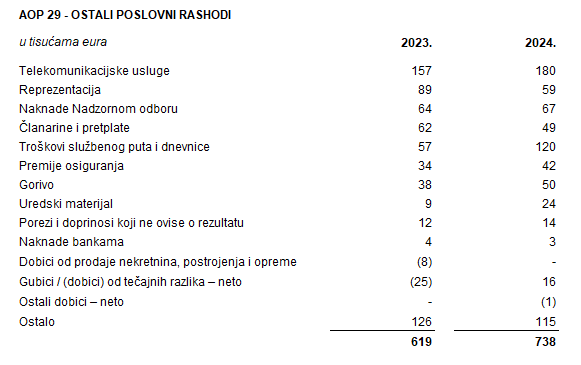 AOP 29 - OSTALI POSLOVNI RASHODI
u tisućama eura 2023. 2024.
Telekomunikacijske usluge 157 180
Reprezentacija 89 59
Naknade Nadzornom odboru 64 67
Članarine i pretplate 62 49
Troškovi službenog puta i dnevnice 57 120
Premije osiguranja 34 42
Gorivo 38 50
Uredski materijal 9 24
Porezi i doprinosi koji ne ovise o rezultatu 12 14
Naknade bankama 4 3
Dobici od prodaje nekretnina, postrojenja i opreme (8) -
Gubici / (dobici) od tečajnih razlika – neto (25) 16
Ostali dobici – neto - (1)
Ostalo 126 115
619 738